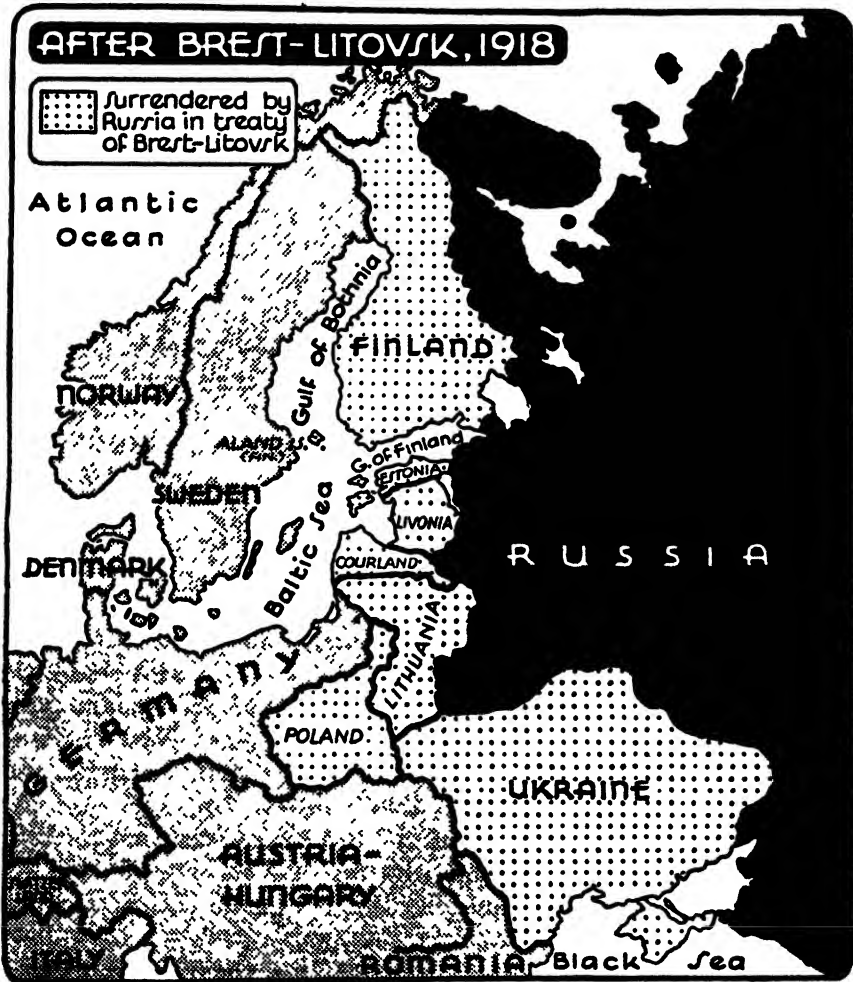 AFTER BREST-LITOVSK, 1918
Surrendered by
Russia in treaty
of Brest-Litovsk
Atlantic
Ocean
Gulf of Bothnia
FINLAND
NORWAY
ALAND IS.
(FIN.)
G. of Finland
ESTONIA
SWEDEN
LIVONIA
Baltic Sea
RUSSIA
DENMARK
COURLAND
LITHUANIA
GERMANY
POLAND
UKRAINE
AUSTRIA-
HUNGARY
ITALY
ROMANIA
Black Sea